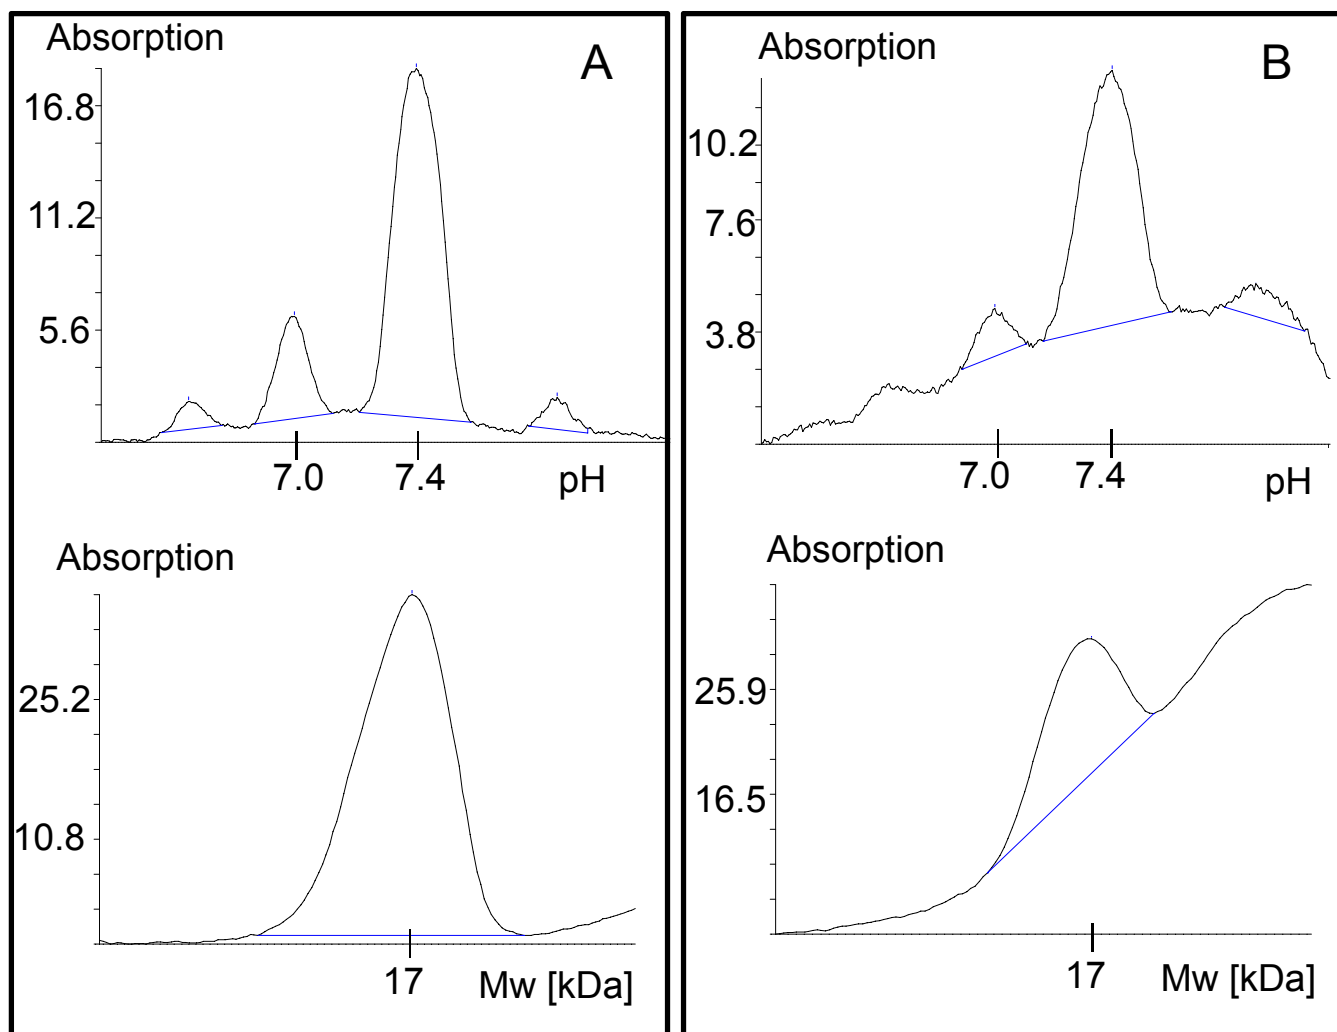 Absorption
A
16.8
11.2
5.6
7.0
7.4
pH
Absorption
25.2
10.8
17
Mw [kDa]
Absorption
B
10.2
7.6
3.8
7.0
7.4
pH
Absorption
25.9
16.5
17
Mw [kDa]